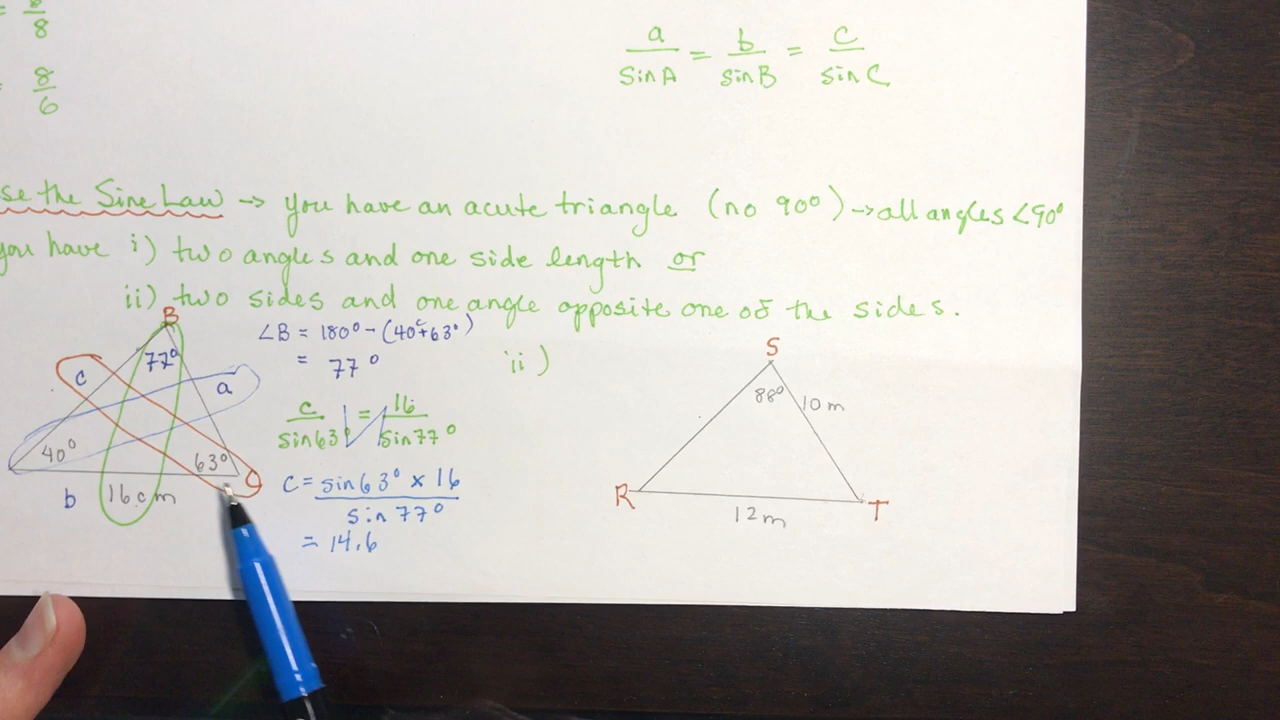 = 8/8
= 8/6
a/sinA = b/sinB = c/sinC
se the Sine Law → you have an acute triangle (no 90°) → all angles <90°
you have i) two angles and one side length or
ii) two sides and one angle opposite one of the sides.
B
77°
c
a
40°
63°
C
b
16cm
∠B = 180° - (40°+63°)
= 77°
c/sin63° = 16/sin77°
c = sin63° x 16/sin77°
= 14.6
ii)
S
88°
10m
R
T
12m